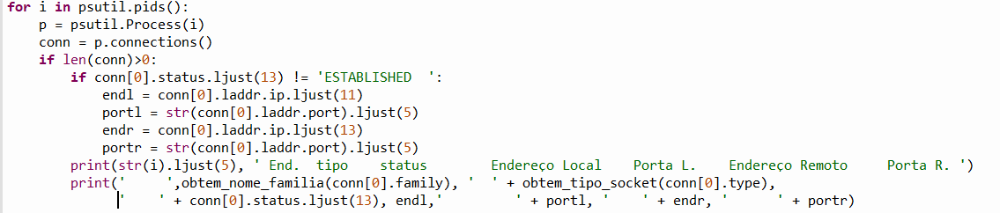 for i in psutil.pids():
    p = psutil.Process(i)
    conn = p.connections()
    if len(conn)>0:
        if conn[0].status.ljust(13) != 'ESTABLISHED  ':
            endl = conn[0].laddr.ip.ljust(11)
            portl = str(conn[0].laddr.port).ljust(5)
            endr = conn[0].laddr.ip.ljust(13)
            portr = str(conn[0].laddr.port).ljust(5)
        print(str(i).ljust(5), ' End.  tipo    status        Endereço Local    Porta L.    Endereço Remoto     Porta R. ')
        print('     ',obtem_nome_familia(conn[0].family), '  ' + obtem_tipo_socket(conn[0].type),
              '    ' + conn[0].status.ljust(13), endl,'         ' + portl, '    ' + endr, '       ' + portr)